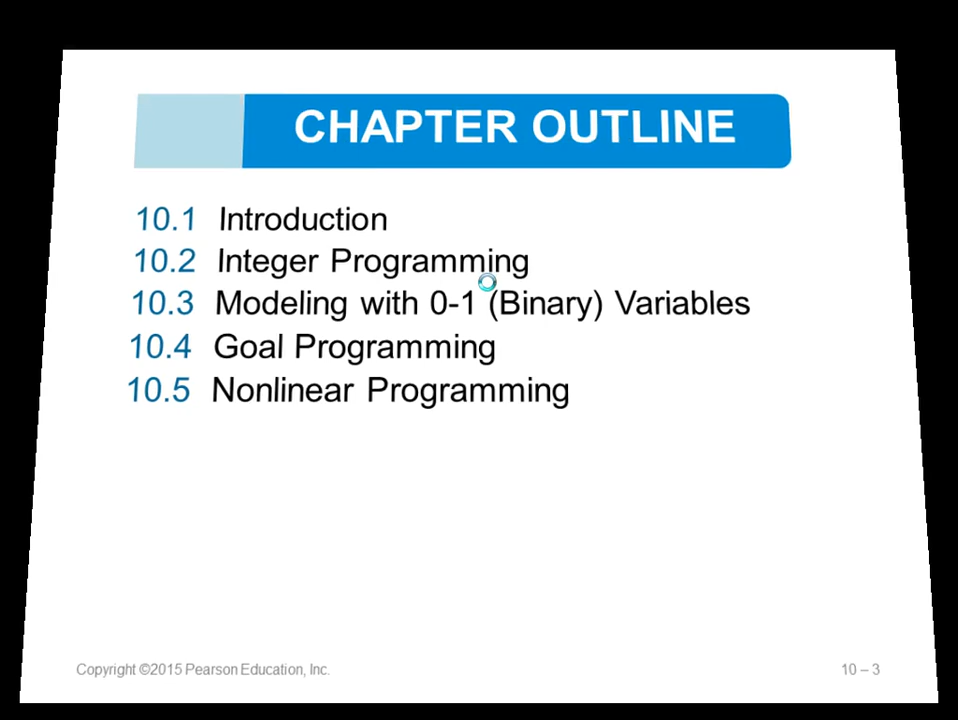 CHAPTER OUTLINE
10.1 Introduction
10.2 Integer Programming
10.3 Modeling with 0-1 (Binary) Variables
10.4 Goal Programming
10.5 Nonlinear Programming
Copyright ©2015 Pearson Education, Inc. 10 – 3